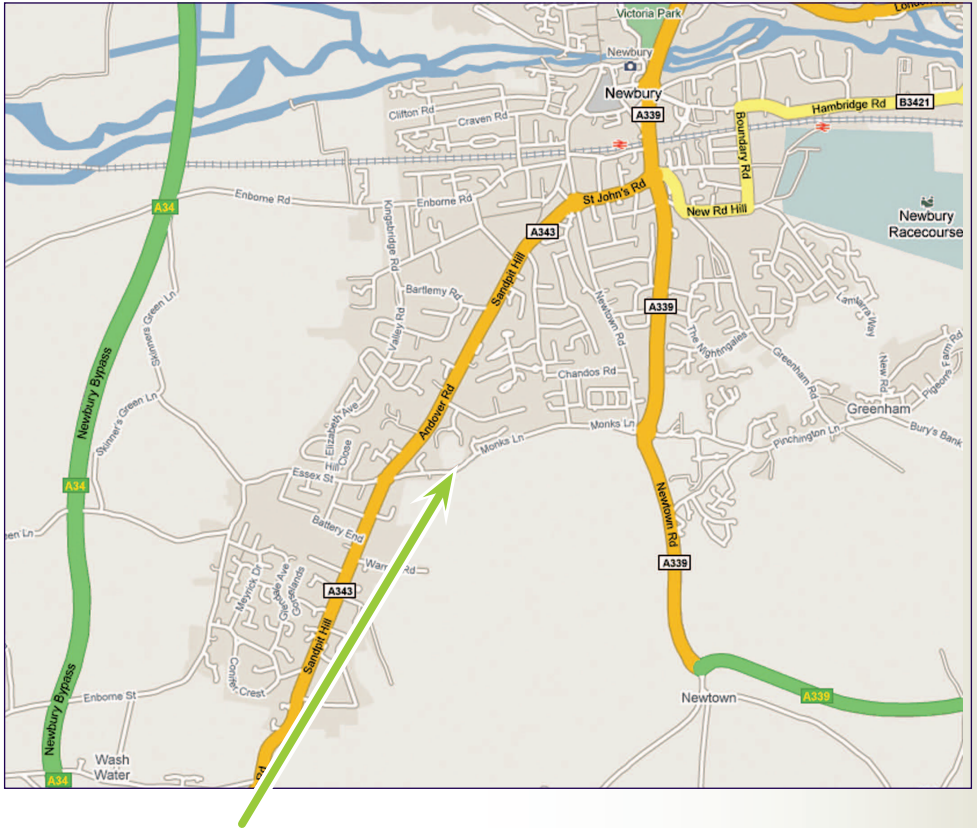 London
Victoria Park
Newbury
Newbury
A339
Hambridge Rd
B3421
Clifton Rd
Craven Rd
Boundary Rd
St John's Rd
New Rd Hill
Enborne Rd
Enborne Rd
A34
Kingsbridge Rd
A343
Newbury
Racecourse
Sandpit Hill
Bartlemy Rd
Valley Rd
Skinners Green Ln
Newtown Rd
A339
The Nightingales
Lamtarra Way
Greenham Rd
New Rd
Pigeons Farm Rd
Newbury Bypass
Chandos Rd
Andover Rd
Elizabeth Ave
Skinner's Green Ln
Greenham
Monks Ln
Monks Ln
Pinchington Ln
Bury's Bank
Hill
Close
Essex St
A34
Newtown Rd
Battery End
een Ln
A339
Meyrick Dr
Glendale Ave
Gorselands
A343
Sandpit Hill
Conifer Crest
Newbury Bypass
Enborne St
Newtown
A339
Wash
Water
A34
Rd